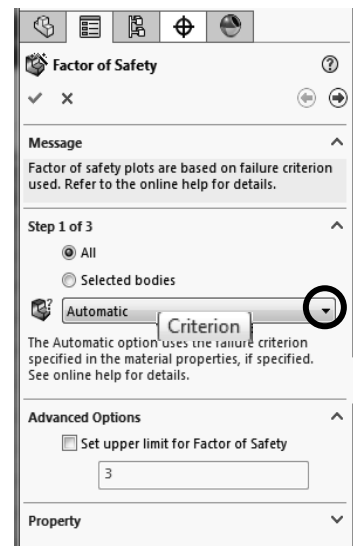 Factor of Safety
?
Message
Factor of safety plots are based on failure criterion
used. Refer to the online help for details.
Step 1 of 3
All
Selected bodies
Automatic
Criterion
The Automatic option uses the failure criterion
specified in the material properties, if specified.
See online help for details.
Advanced Options
Set upper limit for Factor of Safety
3
Property